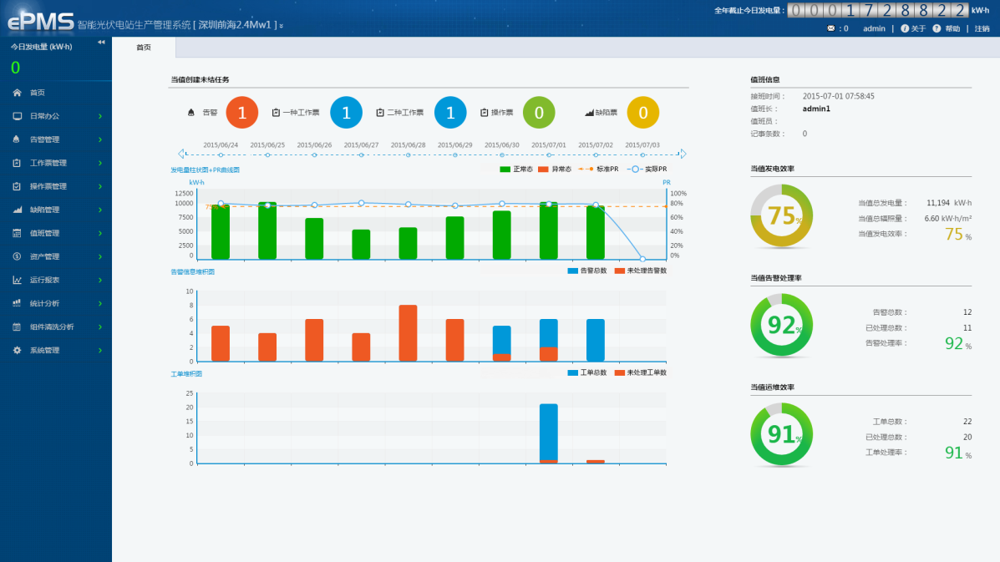 ePMS 智能光伏电站生产管理系统 [ 深圳前海2.4Mw1 ]
全年截止今日发电量： 0001728822 kW·h
: 0 admin | 关于 帮助 | 注销
今日发电量 (kW·h)
0
首页
日常办公
告警管理
工作票管理
操作票管理
缺陷管理
值班管理
资产管理
运行报表
统计分析
组件清洗分析
系统管理
首页
当值创建未结任务
告警 1 一种工作票 1 二种工作票 1 操作票 0 缺陷票 0
2015/06/24 2015/06/25 2015/06/26 2015/06/27 2015/06/28 2015/06/29 2015/06/30 2015/07/01 2015/07/02 2015/07/03
发电量柱状图+PR曲线图
正常态 异常态 标准PR 实际PR
kW·h PR
12500 100%
10000 80%
7500 60%
5000 40%
2500 20%
0 0%
告警信息堆积图
告警总数 未处理告警数
10
8
6
4
2
0
工单堆积图
工单总数 未处理工单数
25
20
15
10
5
0
值班信息
接班时间： 2015-07-01 07:58:45
值班长： admin1
值班员：
记事条数： 0
当值发电效率
75%
当值总发电量： 11,194 kW·h
当值总辐照量： 6.60 kW·h/m²
当值发电效率： 75 %
当值告警处理率
92%
告警总数： 12
已处理总数： 11
告警处理率： 92 %
当值运维效率
91%
工单总数： 22
已处理总数： 20
工单处理率： 91 %